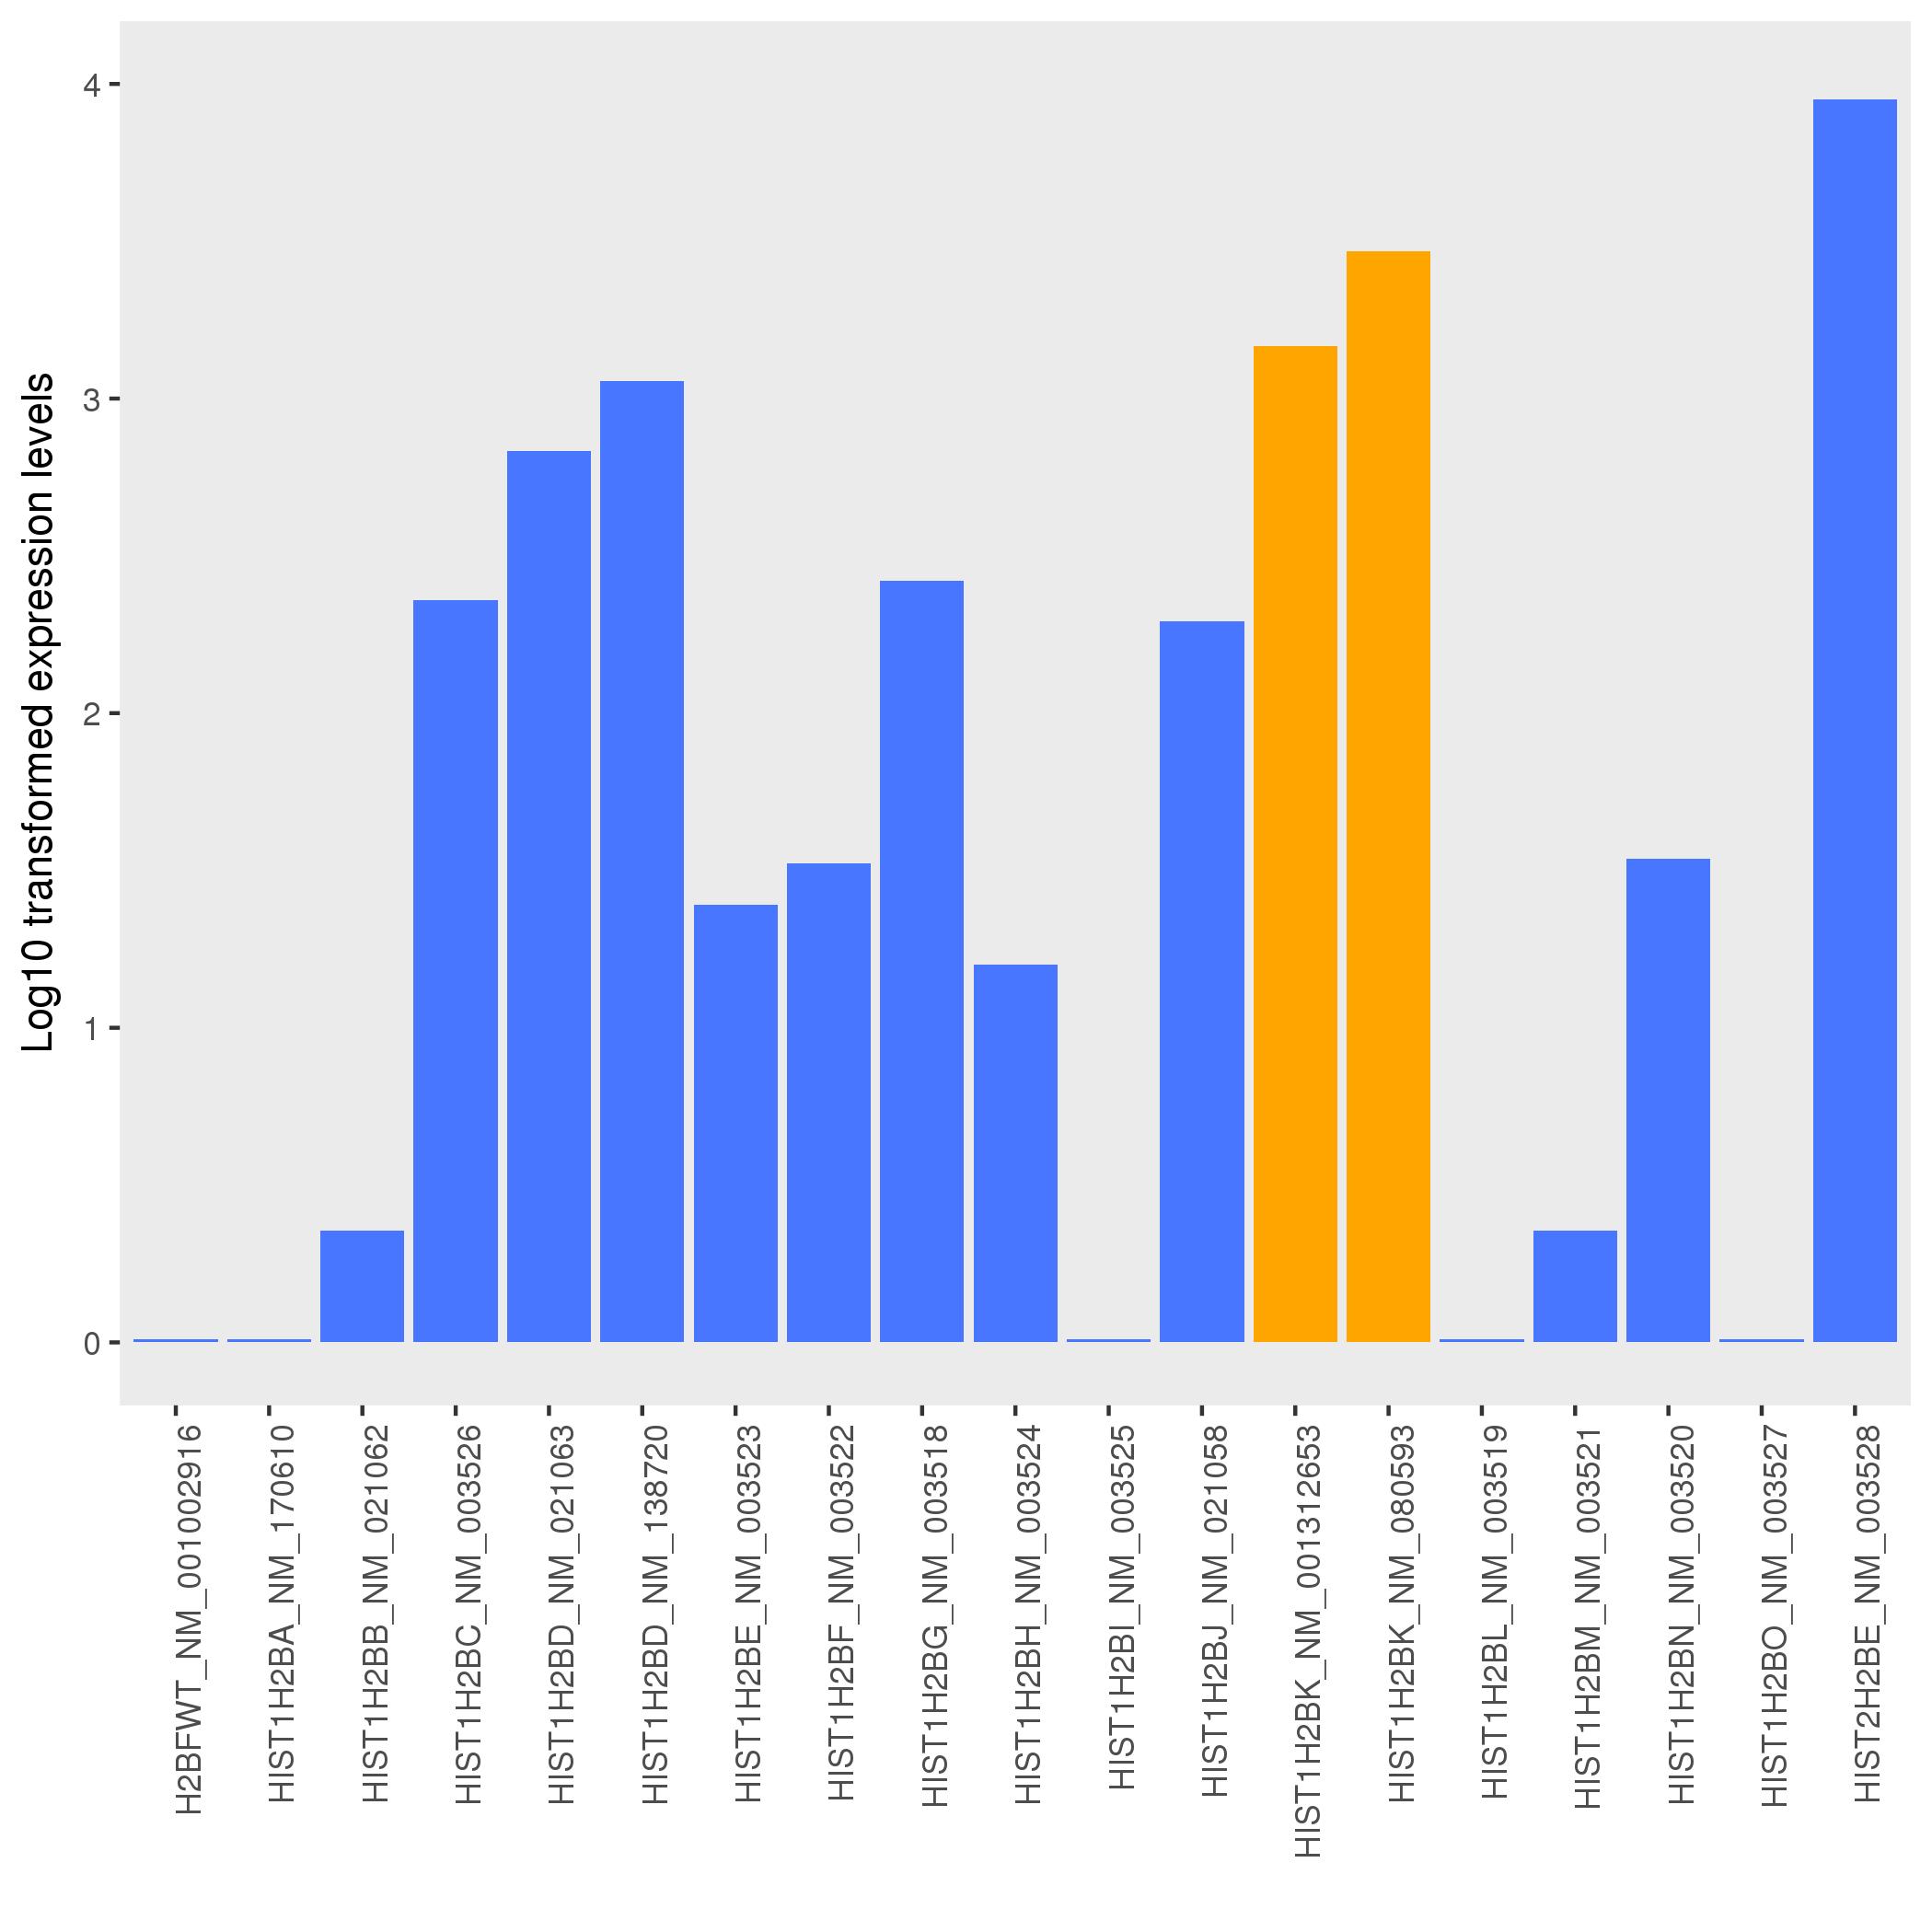 Log10 transformed expression levels
4
3
2
1
0
H2BFWT_NM_001002916
HIST1H2BA_NM_170610
HIST1H2BB_NM_021062
HIST1H2BC_NM_003526
HIST1H2BD_NM_021063
HIST1H2BD_NM_138720
HIST1H2BE_NM_003523
HIST1H2BF_NM_003522
HIST1H2BG_NM_003518
HIST1H2BH_NM_003524
HIST1H2BI_NM_003525
HIST1H2BJ_NM_021058
HIST1H2BK_NM_001312653
HIST1H2BK_NM_080593
HIST1H2BL_NM_003519
HIST1H2BM_NM_003521
HIST1H2BN_NM_003520
HIST1H2BO_NM_003527
HIST2H2BE_NM_003528